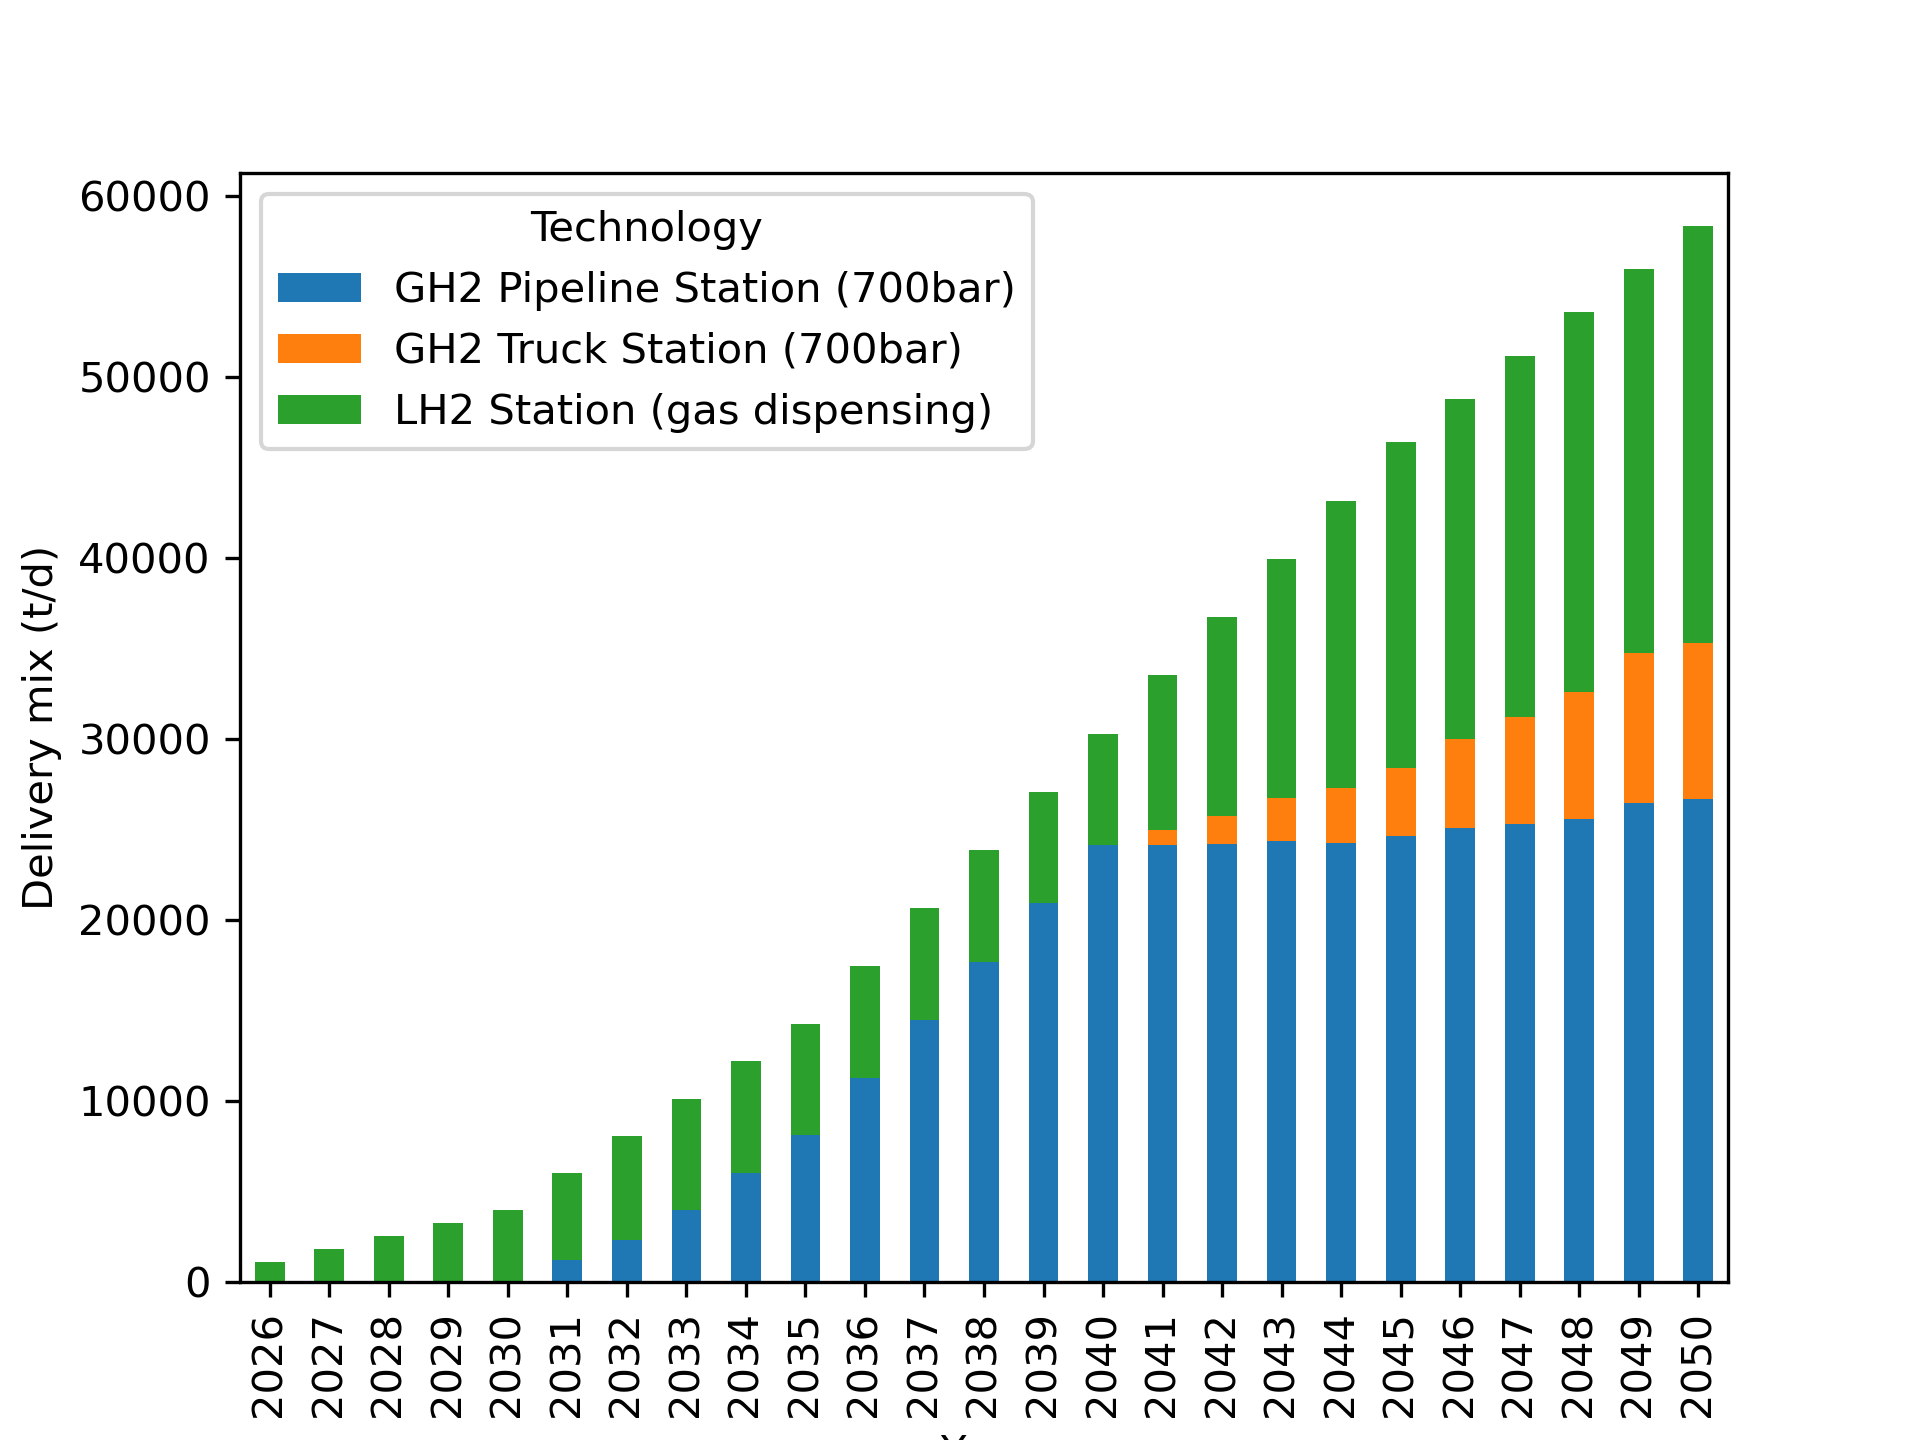 60000
50000
40000
30000
20000
10000
0
Delivery mix (t/d)
Technology
GH2 Pipeline Station (700bar)
GH2 Truck Station (700bar)
LH2 Station (gas dispensing)
2026 2027 2028 2029 2030 2031 2032 2033 2034 2035 2036 2037 2038 2039 2040 2041 2042 2043 2044 2045 2046 2047 2048 2049 2050